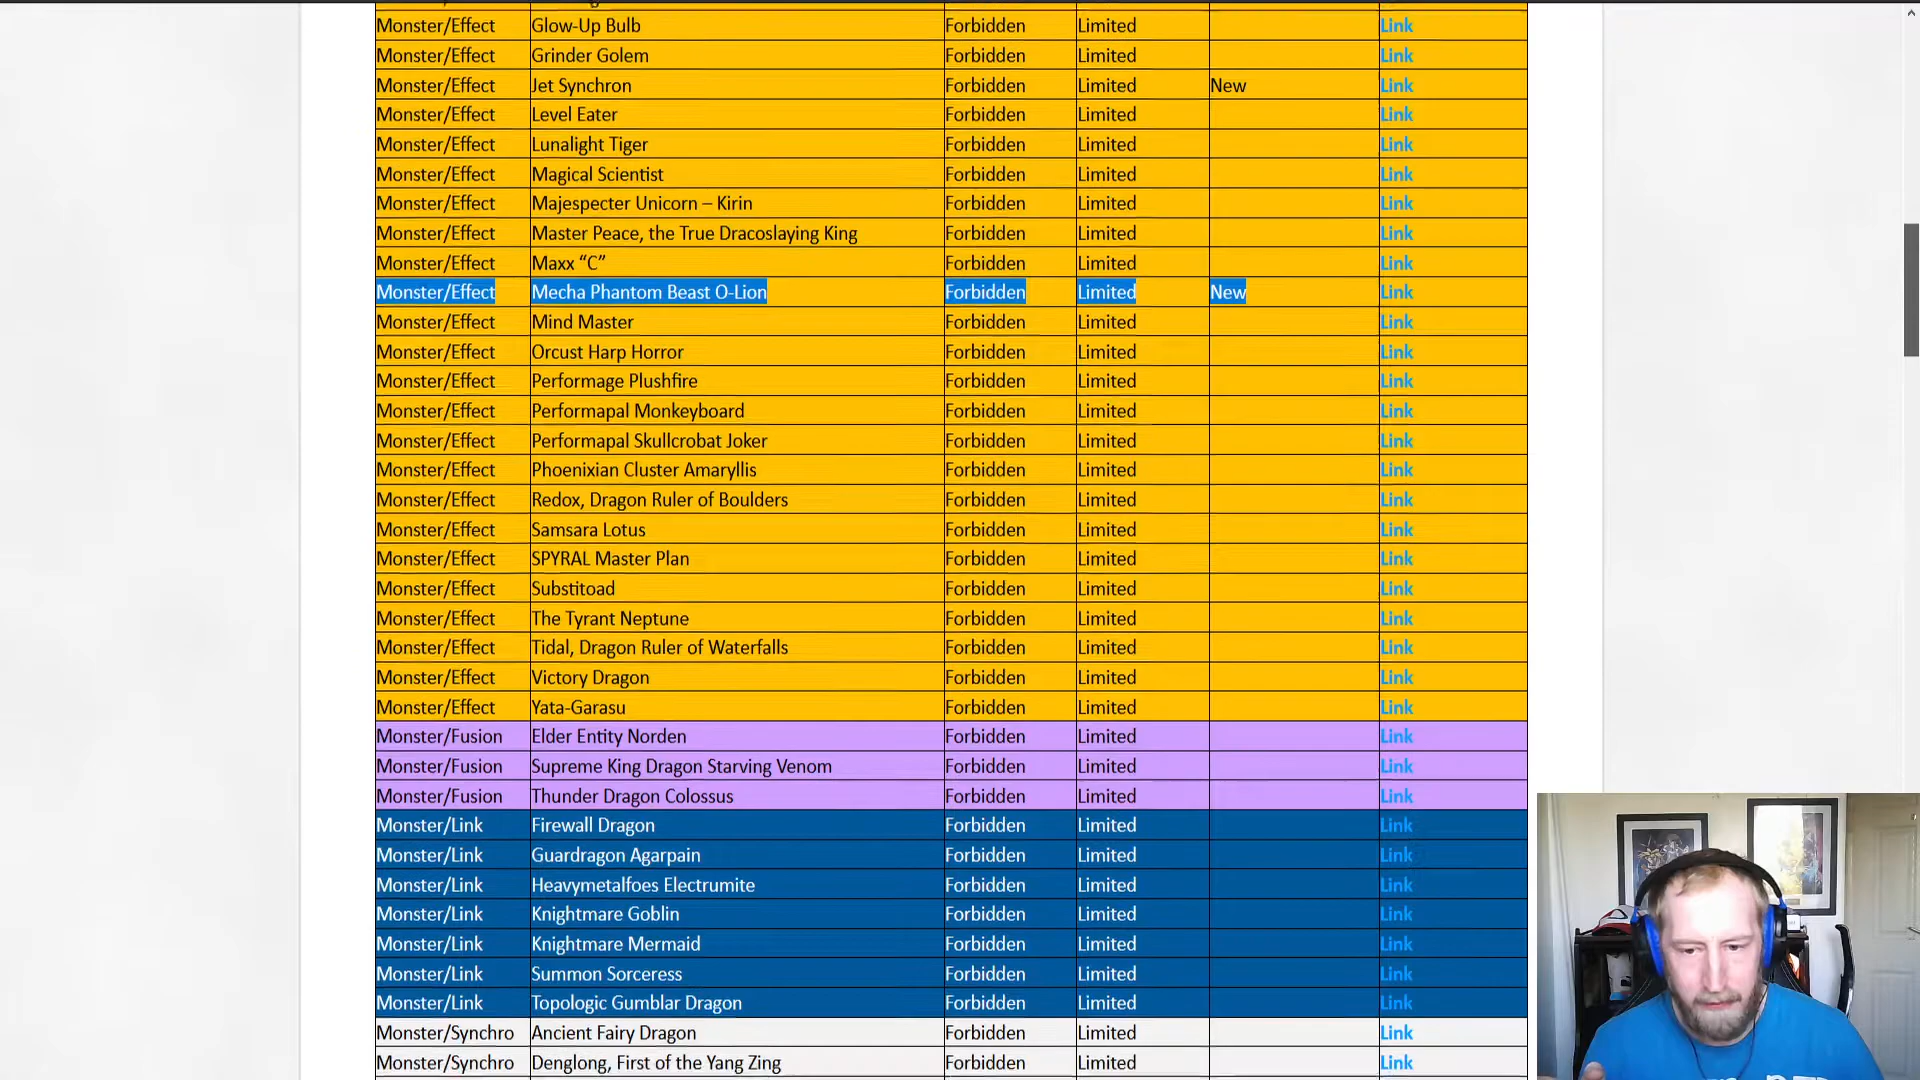 Monster/Effect Glow-Up Bulb Forbidden Limited Link
Monster/Effect Grinder Golem Forbidden Limited Link
Monster/Effect Jet Synchron Forbidden Limited New Link
Monster/Effect Level Eater Forbidden Limited Link
Monster/Effect Lunalight Tiger Forbidden Limited Link
Monster/Effect Magical Scientist Forbidden Limited Link
Monster/Effect Majespecter Unicorn – Kirin Forbidden Limited Link
Monster/Effect Master Peace, the True Dracoslaying King Forbidden Limited Link
Monster/Effect Maxx “C” Forbidden Limited Link
Monster/Effect Mecha Phantom Beast O-Lion Forbidden Limited New Link
Monster/Effect Mind Master Forbidden Limited Link
Monster/Effect Orcust Harp Horror Forbidden Limited Link
Monster/Effect Performage Plushfire Forbidden Limited Link
Monster/Effect Performapal Monkeyboard Forbidden Limited Link
Monster/Effect Performapal Skullcrobat Joker Forbidden Limited Link
Monster/Effect Phoenixian Cluster Amaryllis Forbidden Limited Link
Monster/Effect Redox, Dragon Ruler of Boulders Forbidden Limited Link
Monster/Effect Samsara Lotus Forbidden Limited Link
Monster/Effect SPYRAL Master Plan Forbidden Limited Link
Monster/Effect Substitoad Forbidden Limited Link
Monster/Effect The Tyrant Neptune Forbidden Limited Link
Monster/Effect Tidal, Dragon Ruler of Waterfalls Forbidden Limited Link
Monster/Effect Victory Dragon Forbidden Limited Link
Monster/Effect Yata-Garasu Forbidden Limited Link
Monster/Fusion Elder Entity Norden Forbidden Limited Link
Monster/Fusion Supreme King Dragon Starving Venom Forbidden Limited Link
Monster/Fusion Thunder Dragon Colossus Forbidden Limited Link
Monster/Link Firewall Dragon Forbidden Limited Link
Monster/Link Guardragon Agarpain Forbidden Limited Link
Monster/Link Heavymetalfoes Electrumite Forbidden Limited Link
Monster/Link Knightmare Goblin Forbidden Limited Link
Monster/Link Knightmare Mermaid Forbidden Limited Link
Monster/Link Summon Sorceress Forbidden Limited Link
Monster/Link Topologic Gumblar Dragon Forbidden Limited Link
Monster/Synchro Ancient Fairy Dragon Forbidden Limited Link
Monster/Synchro Denglong, First of the Yang Zing Forbidden Limited Link